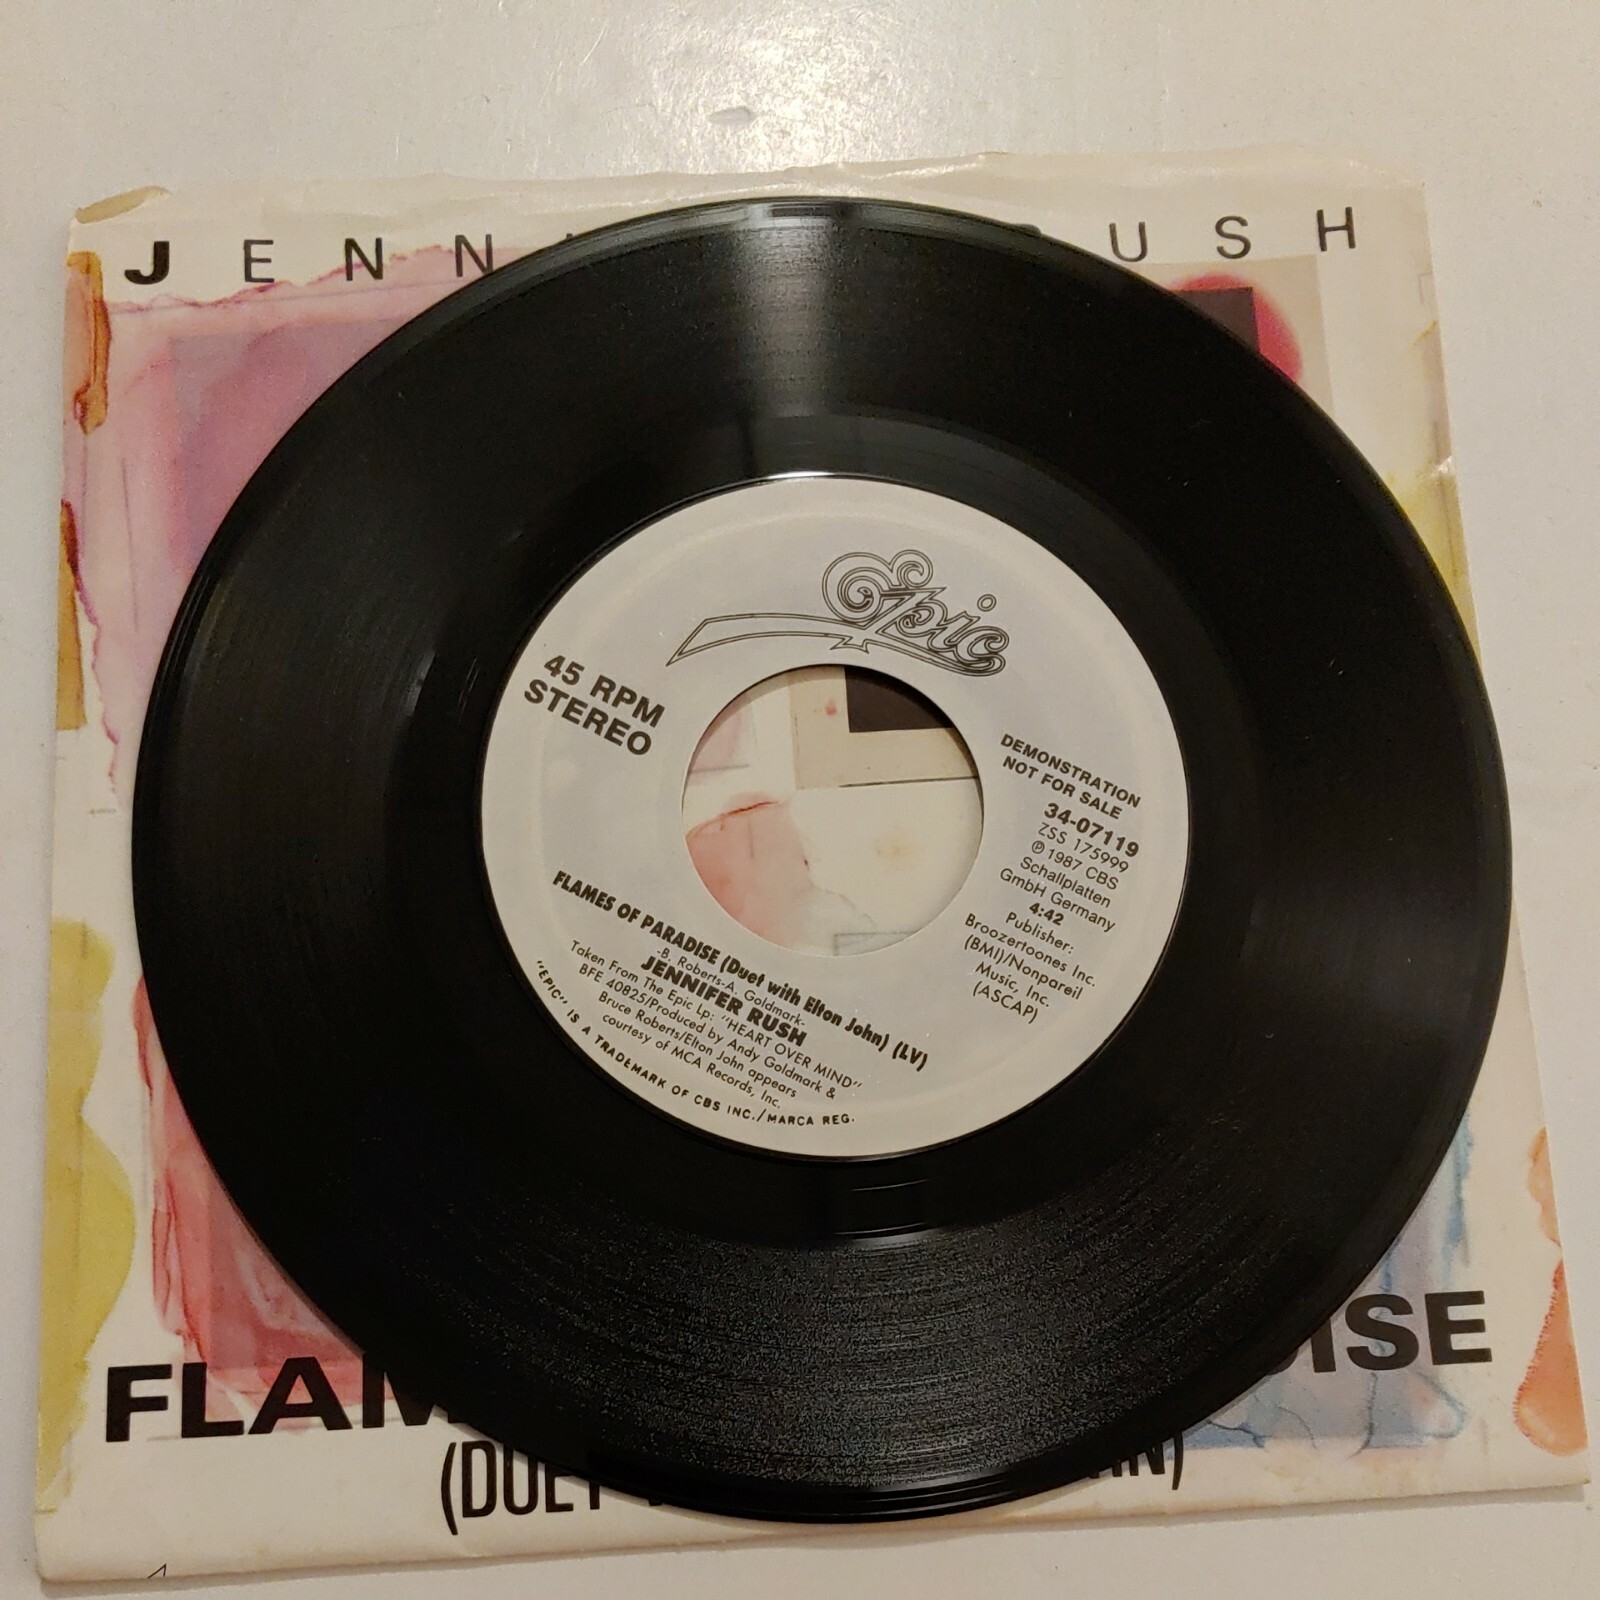 JENN RUSH
Epic
45 RPM
STEREO
DEMONSTRATION
NOT FOR SALE
34-07119
ZSS 175999
℗ 1987 CBS
Schallplatten
GmbH Germany
4:42
Publisher:
Broozertoones Inc.
(BMI)/Nonpareil
Music, Inc.
(ASCAP)
FLAMES OF PARADISE (Duet with Elton John) (LV)
-B. Roberts-A. Goldmark-
JENNIFER RUSH
Taken From The Epic Lp: "HEART OVER MIND"
BFE 40825/Produced by Andy Goldmark &
Bruce Roberts/Elton John appears
courtesy of MCA Records, Inc.
"EPIC" IS A TRADEMARK OF CBS INC./MARCA REG.
FLAM ISE
(DUET